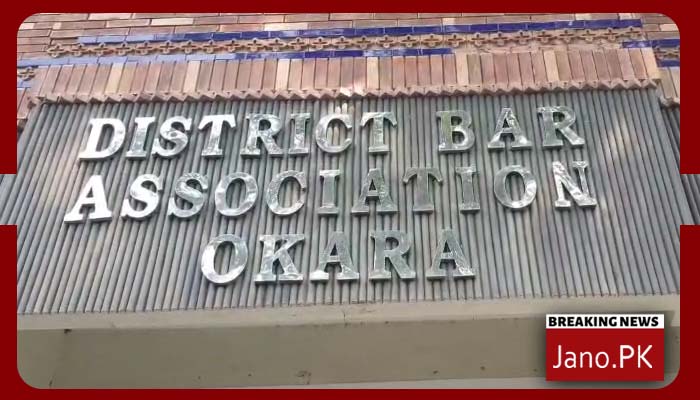 DISTRICT BAR
ASSOCIATION
OKARA
BREAKING NEWS
Jano.PK